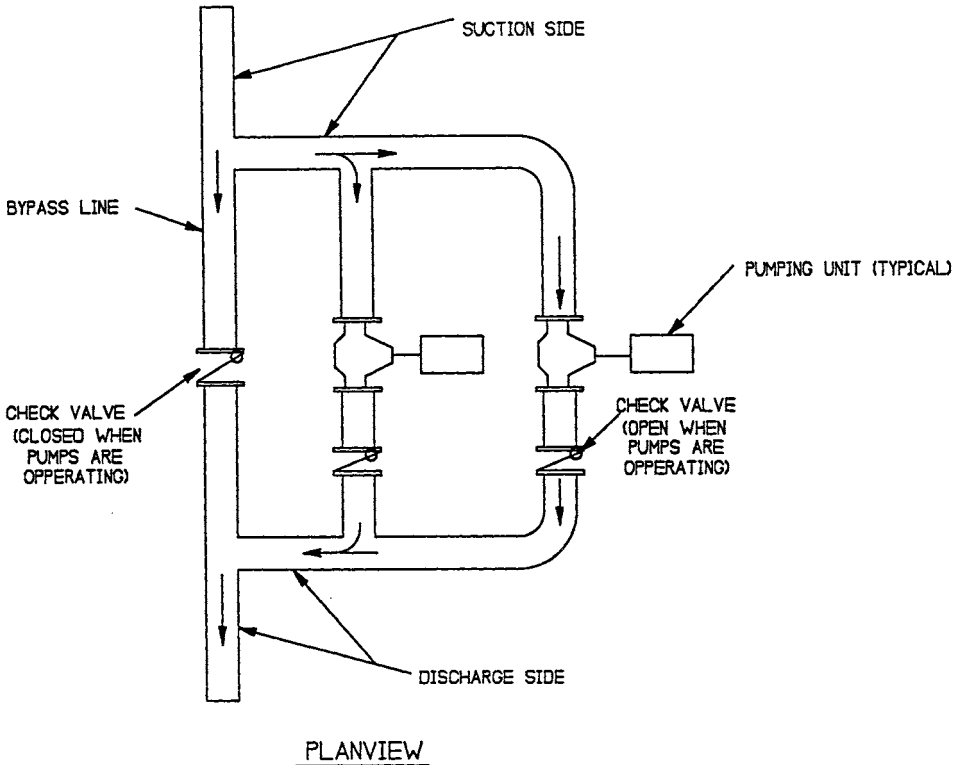 SUCTION SIDE
BYPASS LINE
PUMPING UNIT (TYPICAL)
CHECK VALVE
(CLOSED WHEN
PUMPS ARE
OPPERATING)
CHECK VALVE
(OPEN WHEN
PUMPS ARE
OPPERATING)
DISCHARGE SIDE
PLANVIEW